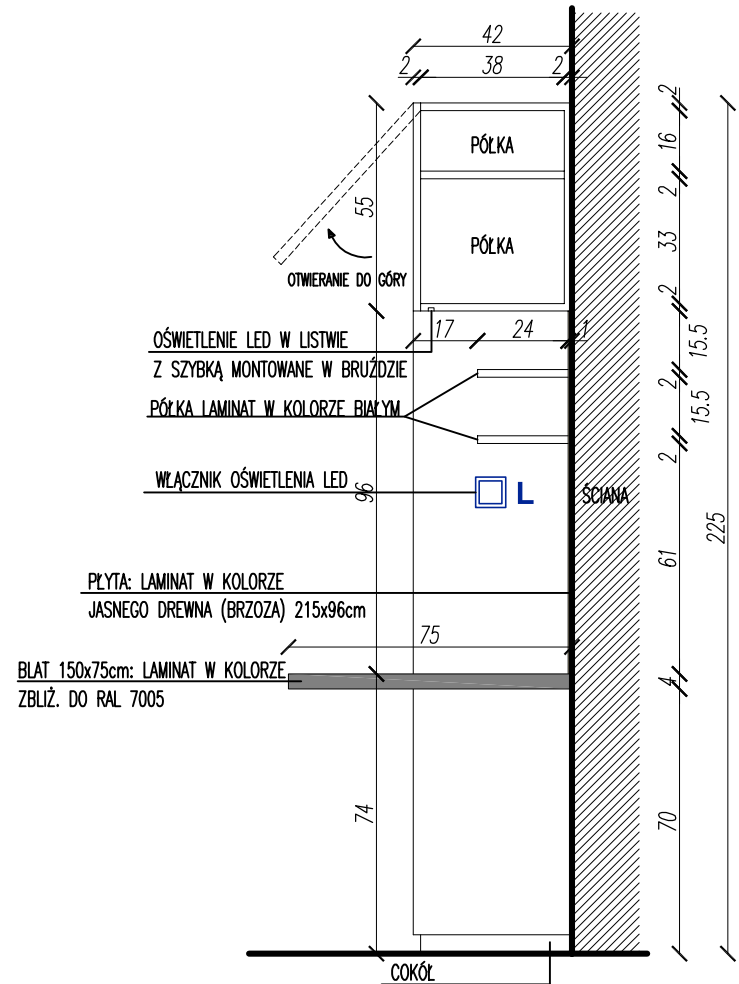 42
2 38 2
2
16
PÓŁKA
2
55
33
PÓŁKA
OTWIERANIE DO GÓRY
2
17 24 1
15.5
OŚWIETLENIE LED W LISTWIE
Z SZYBKĄ MONTOWANE W BRUŹDZIE
2
15.5
PÓŁKA LAMINAT W KOLORZE BIAŁYM
2
WŁĄCZNIK OŚWIETLENIA LED
96
L
ŚCIANA
225
61
PŁYTA: LAMINAT W KOLORZE
JASNEGO DREWNA (BRZOZA) 215x96cm
75
BLAT 150x75cm: LAMINAT W KOLORZE
ZBLIŻ. DO RAL 7005
4
74
70
COKÓŁ